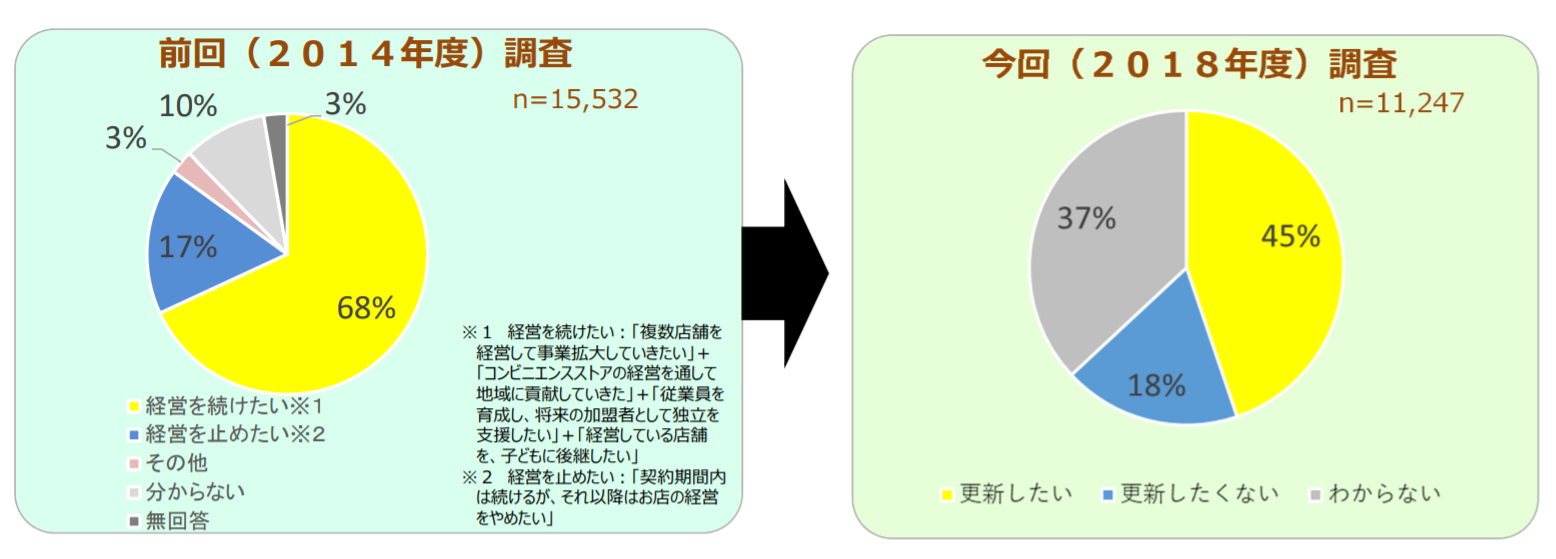 前回（２０１４年度）調査
n=15,532
10%
3%
3%
17%
68%
※１　経営を続けたい：「複数店舗を
経営して事業拡大していきたい」＋
「コンビニエンスストアの経営を通して
地域に貢献していきた」＋「従業員を
育成し、将来の加盟者として独立を
支援したい」＋「経営している店舗
を、子どもに後継したい」
※２　経営を止めたい：「契約期間内
は続けるが、それ以降はお店の経営
をやめたい」
経営を続けたい※1
経営を止めたい※2
その他
分からない
無回答
今回（２０１８年度）調査
n=11,247
37%
45%
18%
更新したい
更新したくない
わからない